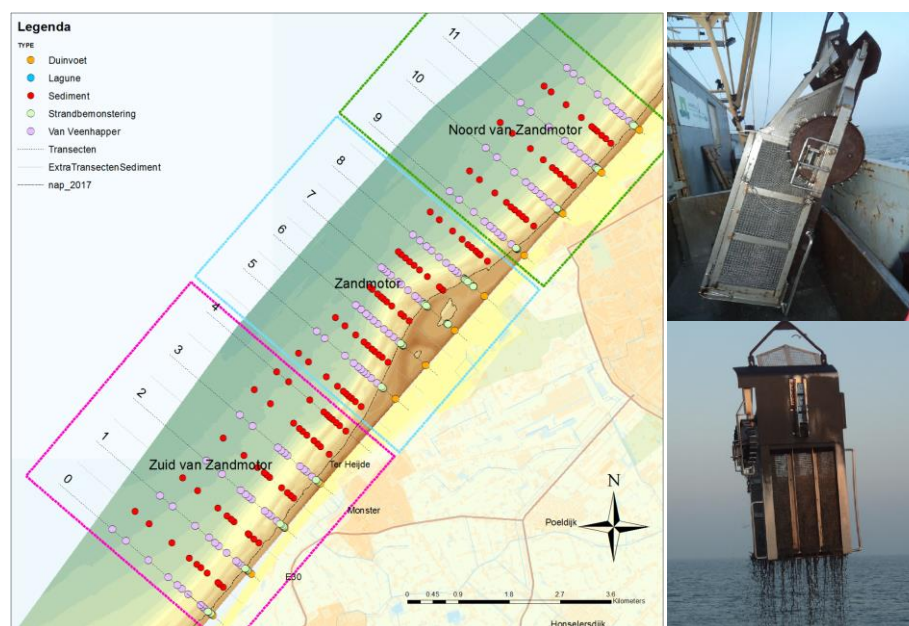 Legenda
TYPE
Duinvoet
Lagune
Sediment
Strandbemonstering
Van Veenhapper
Transecten
ExtraTransectenSediment
nap_2017
11
10
9
8
7
6
5
4
3
2
1
0
Noord van Zandmotor
Zandmotor
Zuid van Zandmotor
Ter Heijde
Monster
Poeldijk
E30
N
0 0.45 0.9 1.8 2.7 3.6
Kilometers
Honselersdijk